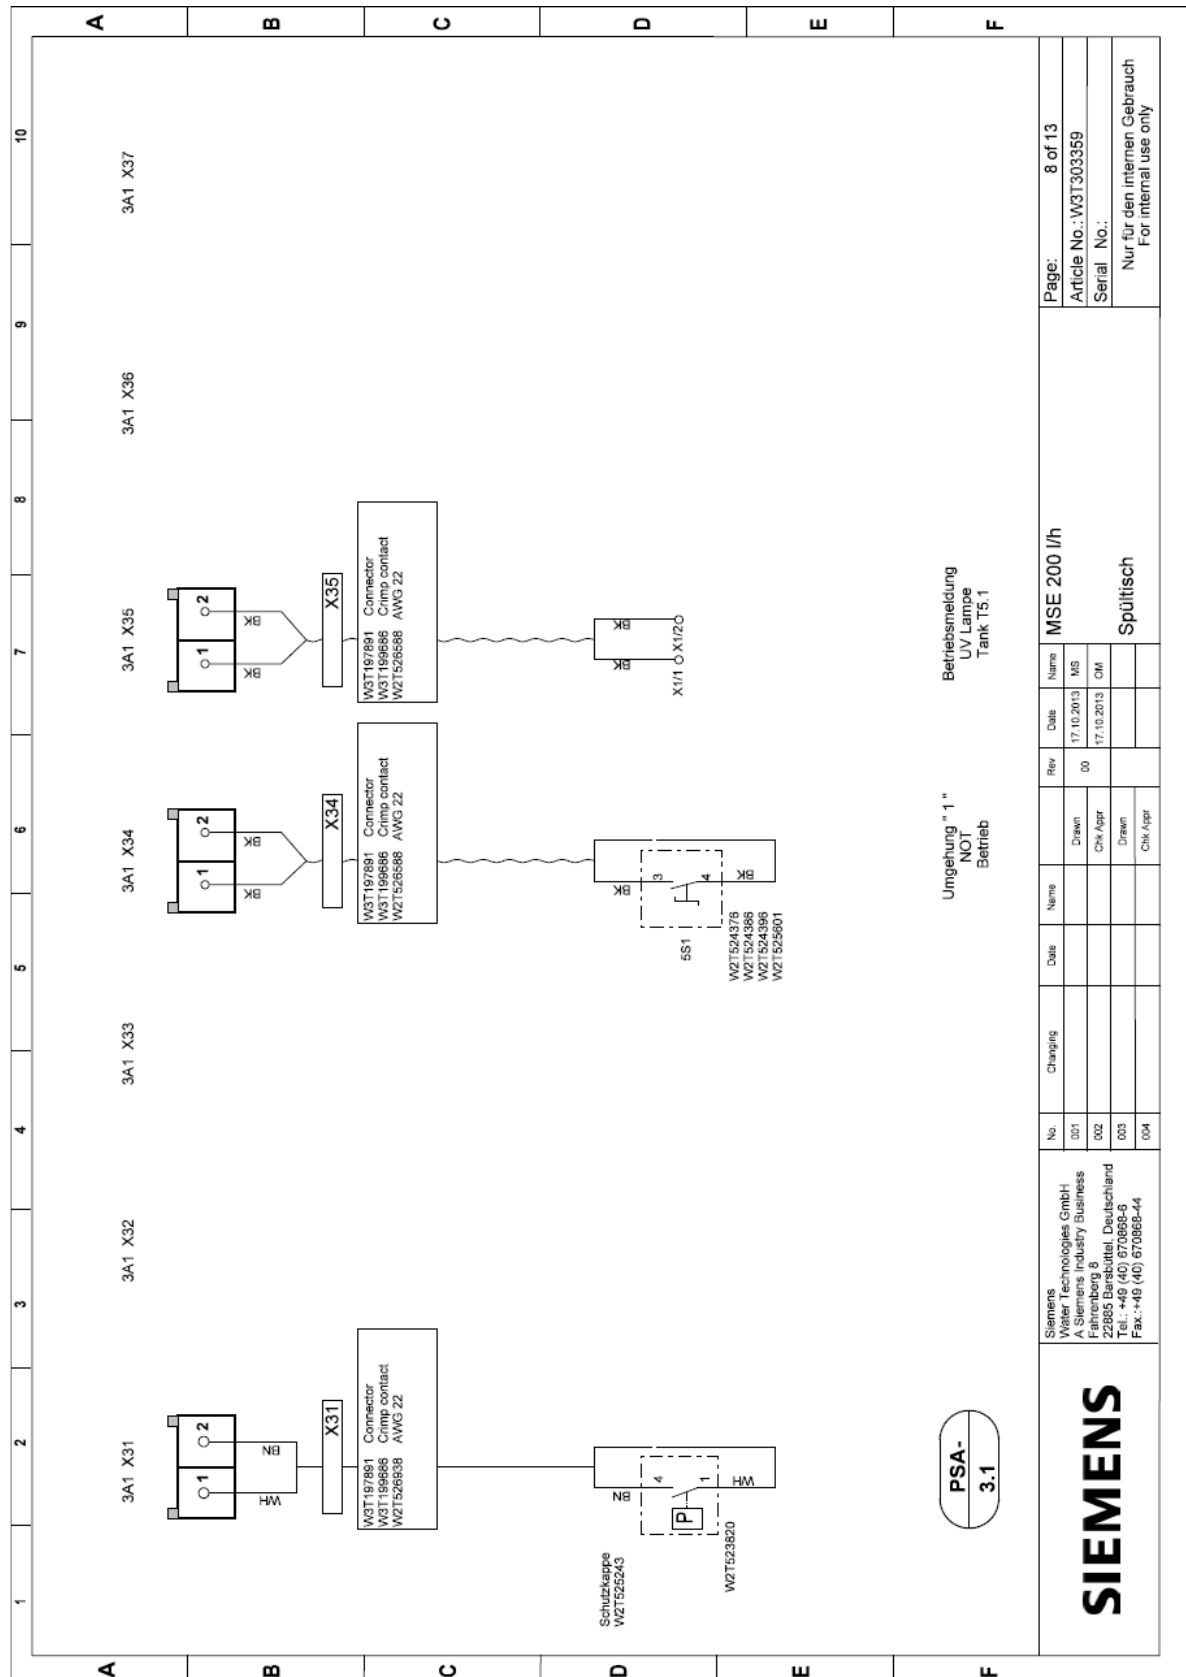 1 2 3 4 5 6 7 8 9 10
A
B
C
D
E
F
A
B
C
D
E
F
3A1 X31
3A1 X32
3A1 X33
3A1 X34
3A1 X35
3A1 X36
3A1 X37
1 2
WH BN
X31
W3T197891 Connector
W3T199686 Crimp contact
W2T526938 AWG 22
Schutzkappe
W2T525243
BN
4
P
1
WH
W2T523820
PSA-
3.1
1 2
BK BK
X34
W3T197891 Connector
W3T199686 Crimp contact
W2T526588 AWG 22
BK
3
4
BK
5S1
W2T524376
W2T524386
W2T524396
W2T525601
Umgehung " 1 "
NOT
Betrieb
1 2
BK BK
X35
W3T197891 Connector
W3T199686 Crimp contact
W2T526588 AWG 22
BK BK
X1/1 X1/2
Betriebsmeldung
UV Lampe
Tank T5.1
SIEMENS
Siemens
Water Technologies GmbH
A Siemens Industry Business
Fahrenberg 8
22885 Barsbüttel, Deutschland
Tel.: +49 (40) 670868-6
Fax.:+49 (40) 670868-44
No. Changing Date Name Rev Date Name
001 Drawn 00 17.10.2013 MS
002 Chk Appr 17.10.2013 OM
003 Drawn
004 Chk Appr
MSE 200 l/h
Spültisch
Page: 8 of 13
Article No.: W3T303359
Serial No.:
Nur für den internen Gebrauch
For internal use only